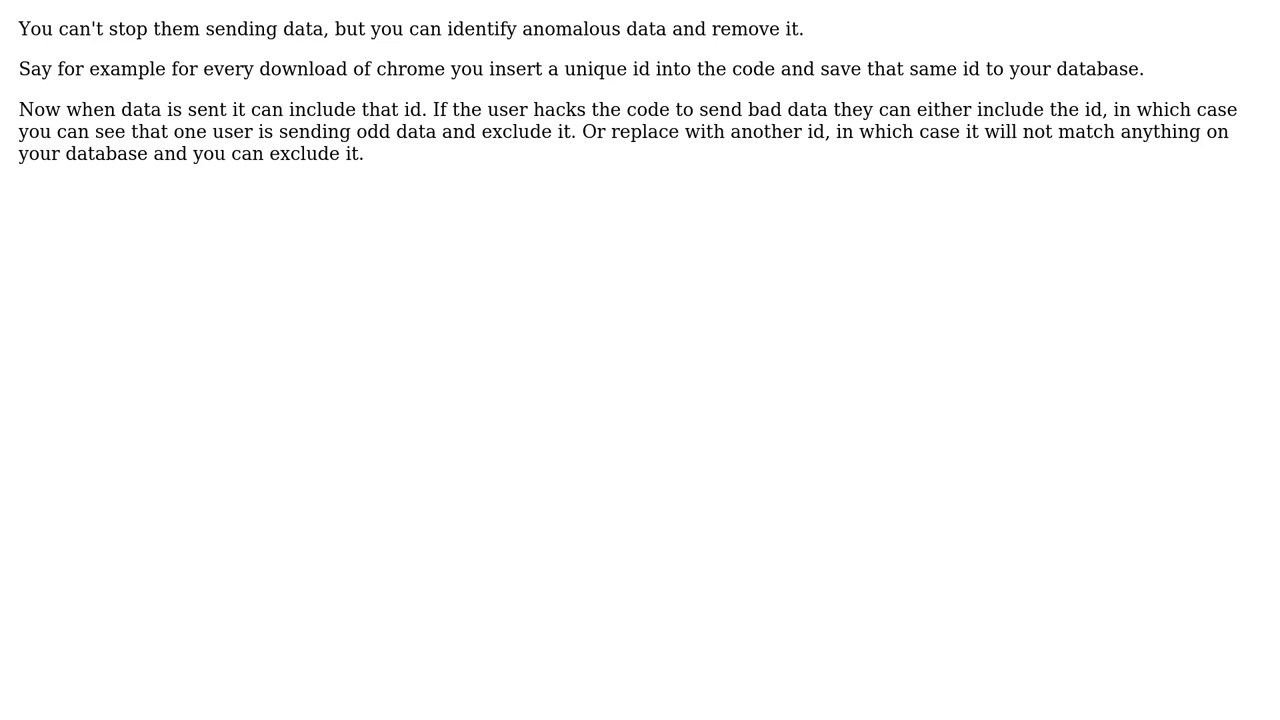 You can't stop them sending data, but you can identify anomalous data and remove it.
Say for example for every download of chrome you insert a unique id into the code and save that same id to your database.
Now when data is sent it can include that id. If the user hacks the code to send bad data they can either include the id, in which case
you can see that one user is sending odd data and exclude it. Or replace with another id, in which case it will not match anything on
your database and you can exclude it.